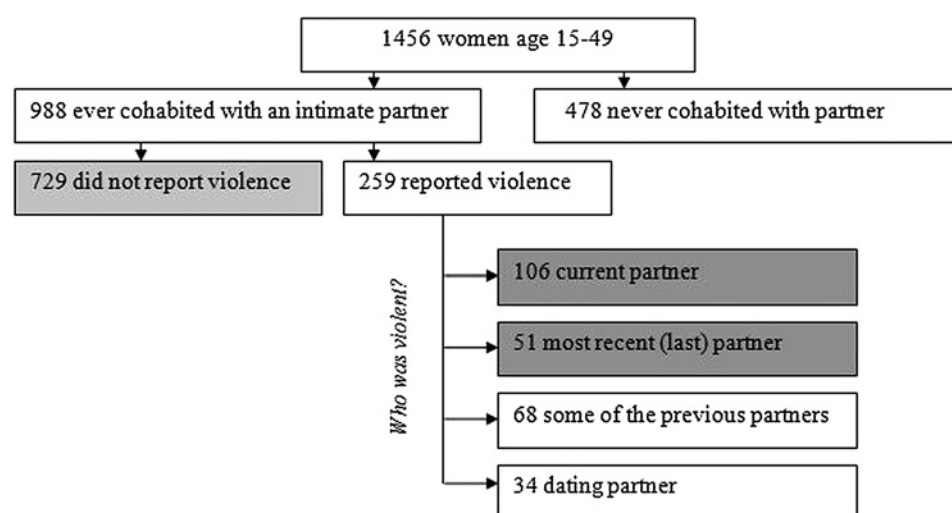 1456 women age 15-49
988 ever cohabited with an intimate partner
478 never cohabited with partner
729 did not report violence
259 reported violence
Who was violent?
106 current partner
51 most recent (last) partner
68 some of the previous partners
34 dating partner